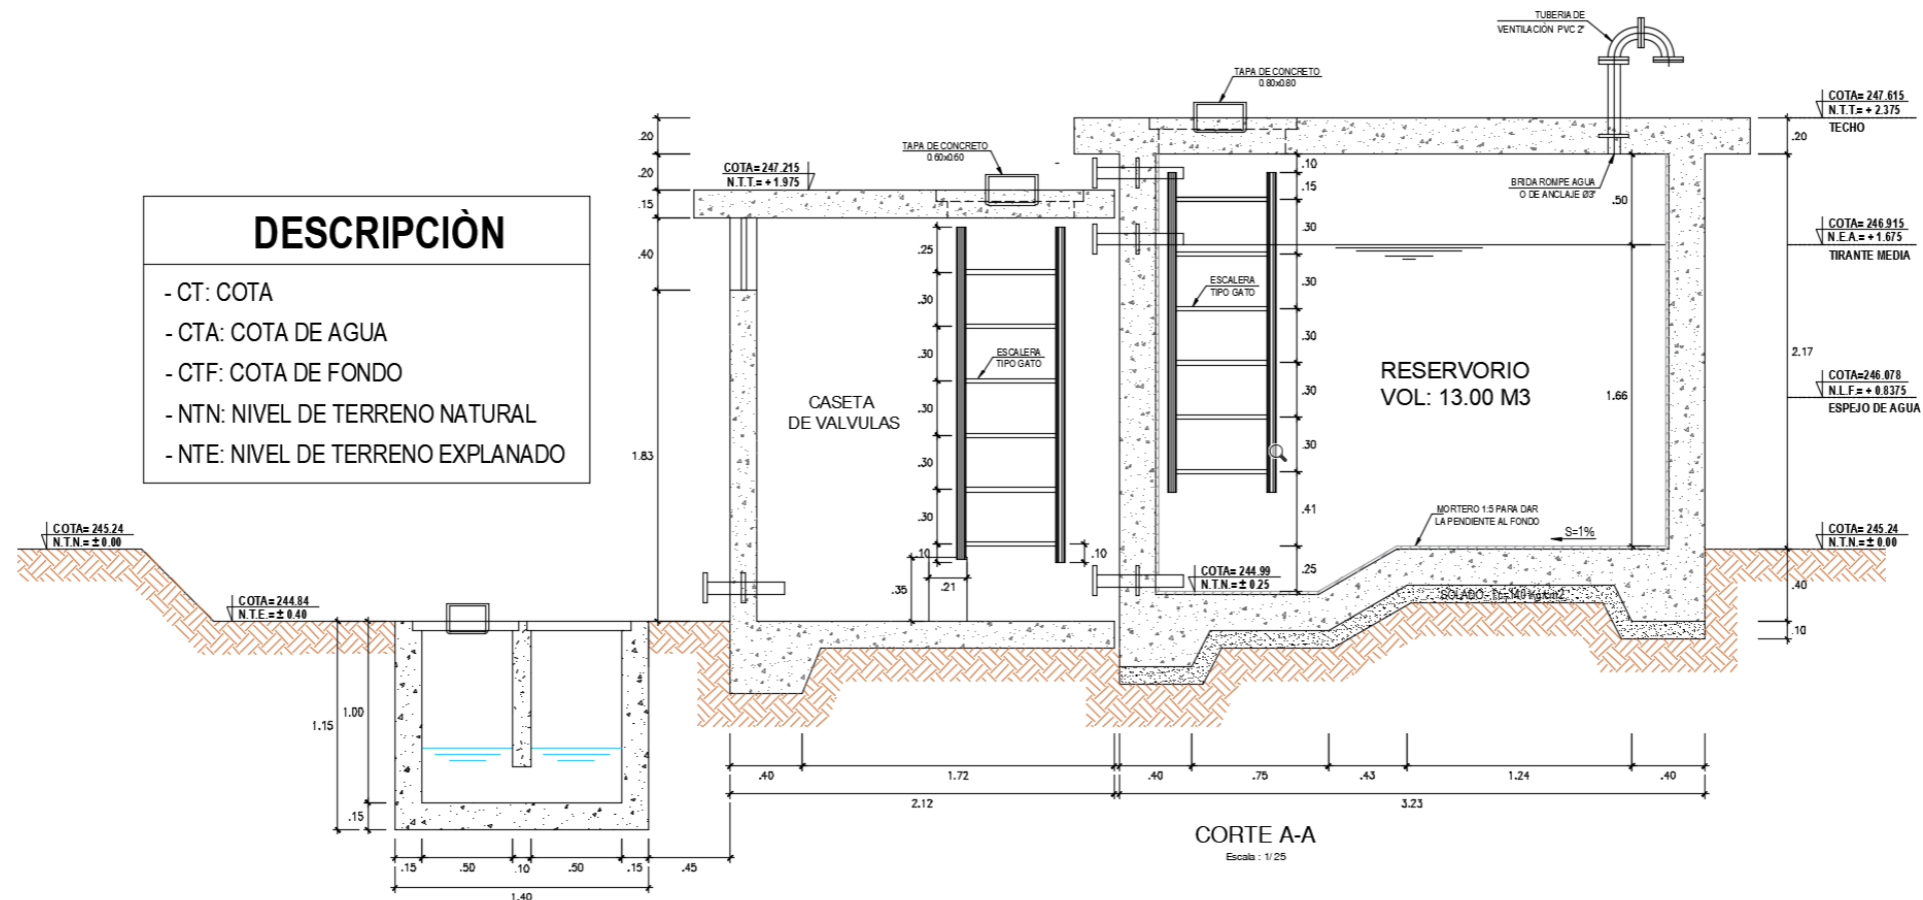 TUBERIA DE
VENTILACIÓN PVC 2"
TAPA DE CONCRETO
0.80x0.80
COTA= 247.615
N.T.T.= + 2.375
TECHO
.20
.20
.20
.15
.40
1.83
COTA= 247.215
N.T.T.= + 1.975
TAPA DE CONCRETO
0.60x0.60
.10
.15
.30
.30
.30
.30
.30
.41
.25
BRIDA ROMPE AGUA
O DE ANCLAJE Ø3"
.50
COTA= 246.915
N.E.A.= + 1.675
TIRANTE MEDIA
DESCRIPCIÒN
- CT: COTA
- CTA: COTA DE AGUA
- CTF: COTA DE FONDO
- NTN: NIVEL DE TERRENO NATURAL
- NTE: NIVEL DE TERRENO EXPLANADO
.25
.30
.30
.30
.30
.30
.10
ESCALERA
TIPO GATO
ESCALERA
TIPO GATO
CASETA
DE VALVULAS
RESERVORIO
VOL: 13.00 M3
1.66
2.17
COTA=246.078
N.L.F.= + 0.8375
ESPEJO DE AGUA
MORTERO 1:5 PARA DAR
LA PENDIENTE AL FONDO
S=1%
COTA= 245.24
N.T.N.= ± 0.00
COTA= 245.24
N.T.N.= ± 0.00
COTA= 244.99
N.T.N.= ± 0.25
COTA= 244.84
N.T.E.= ± 0.40
.35
.21
.10
SOLADO - f'c=140 Kg/cm2
.40
.10
1.15
1.00
.15
.40
1.72
.40
.75
.43
1.24
.40
2.12
3.23
.15
.50
.10
.50
.15
.45
1.40
CORTE A-A
Escala : 1/25